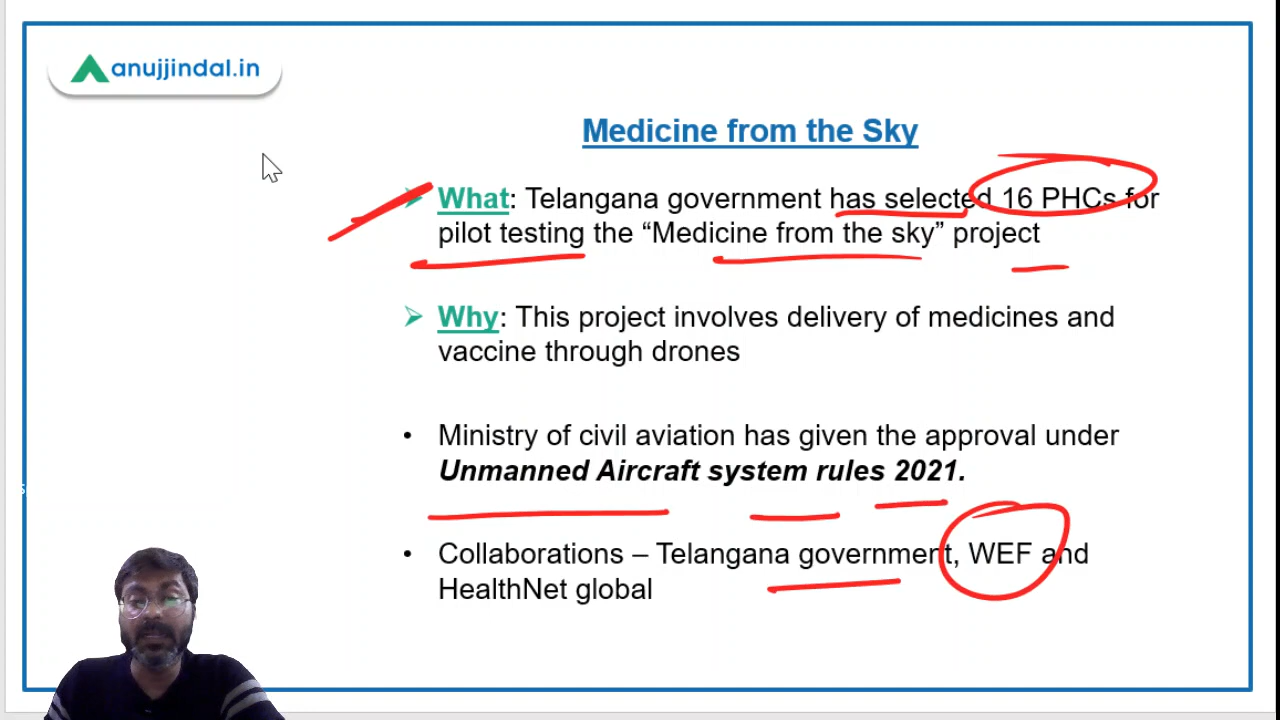 anujjindal.in
Medicine from the Sky
➢ What: Telangana government has selected 16 PHCs for
pilot testing the “Medicine from the sky” project
➢ Why: This project involves delivery of medicines and
vaccine through drones
• Ministry of civil aviation has given the approval under
Unmanned Aircraft system rules 2021.
• Collaborations – Telangana government, WEF and
HealthNet global